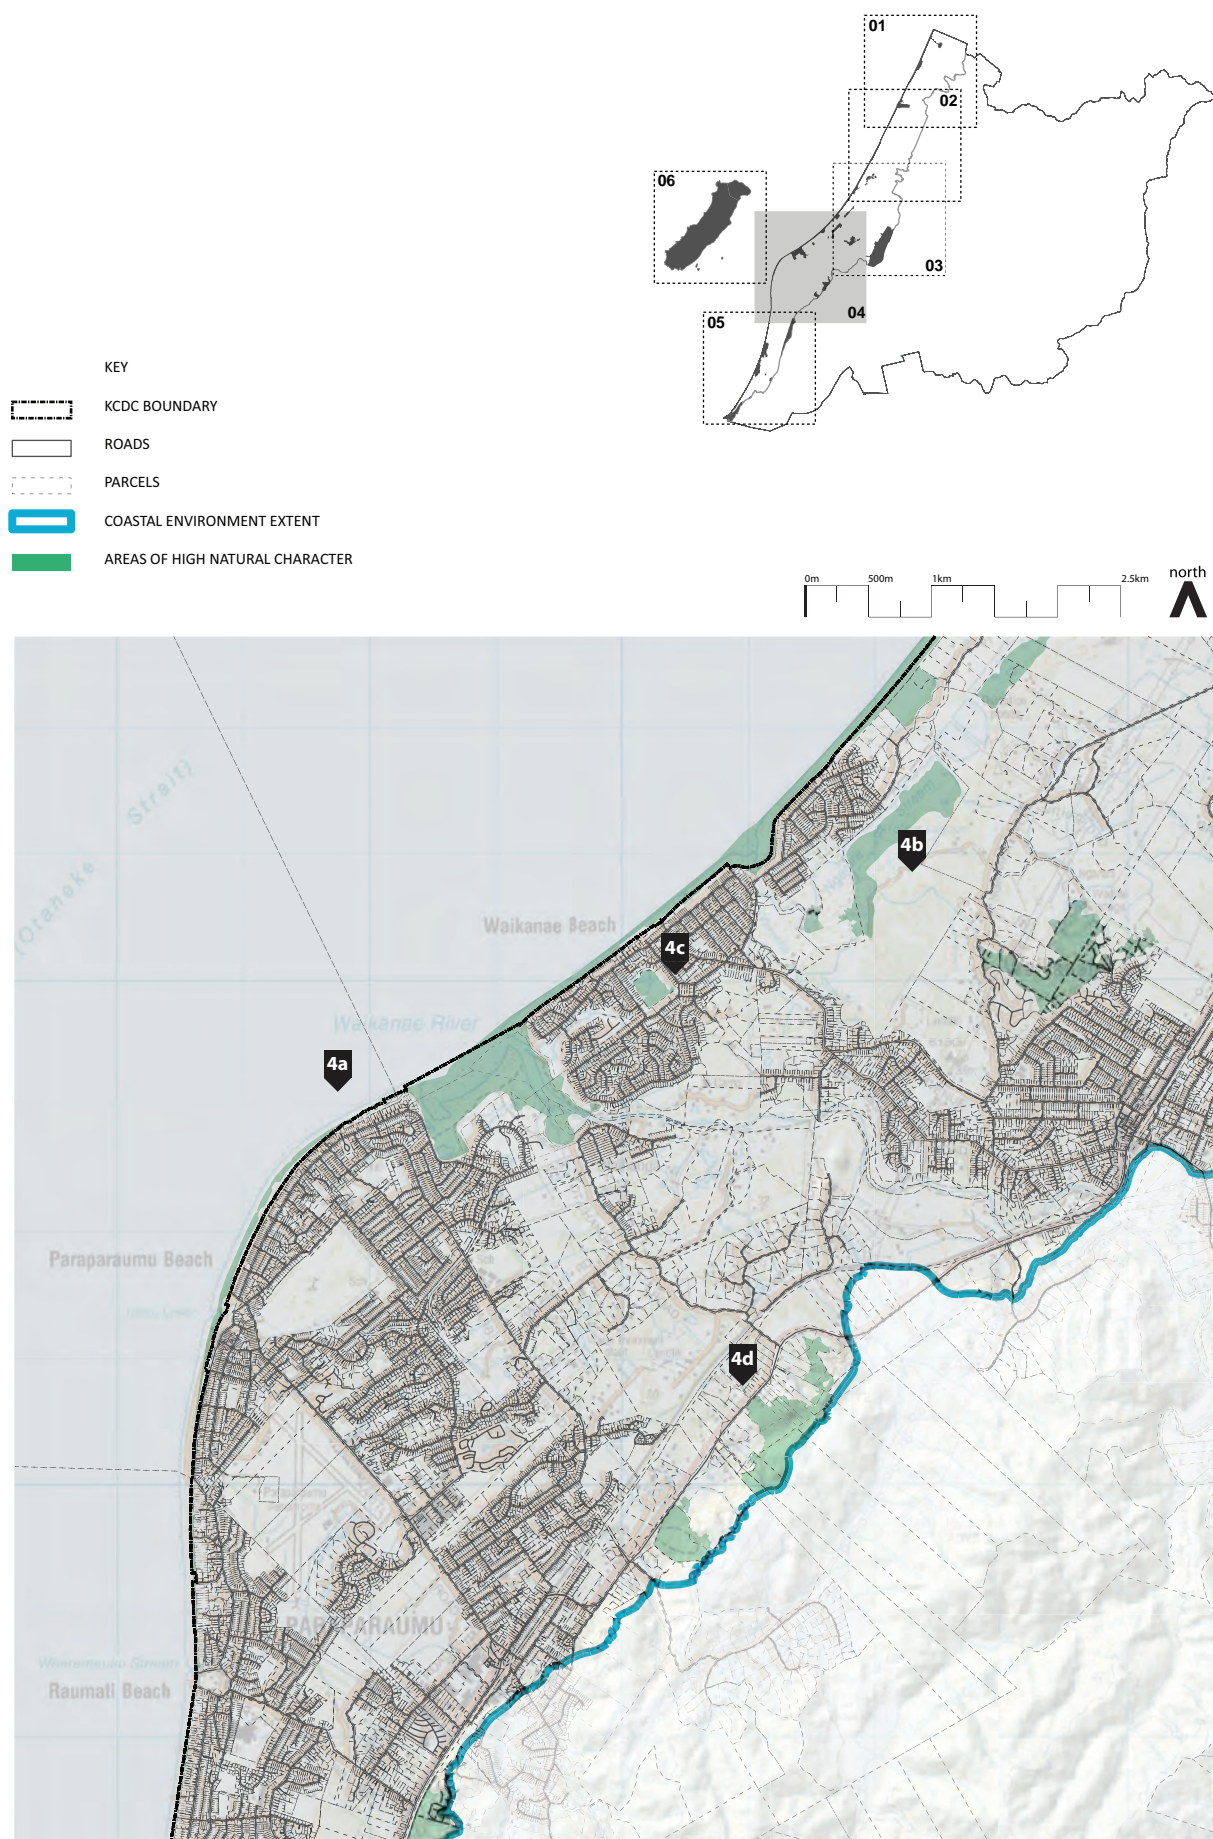 01
02
06
03
04
05
KEY
KCDC BOUNDARY
ROADS
PARCELS
COASTAL ENVIRONMENT EXTENT
AREAS OF HIGH NATURAL CHARACTER
0m 500m 1km 2.5km
north
Strait)
4b
Waikanae Beach
4c
Waikanae River
4a
Paraparaumu Beach
4d
PARAPARAUMU
Raumati Beach